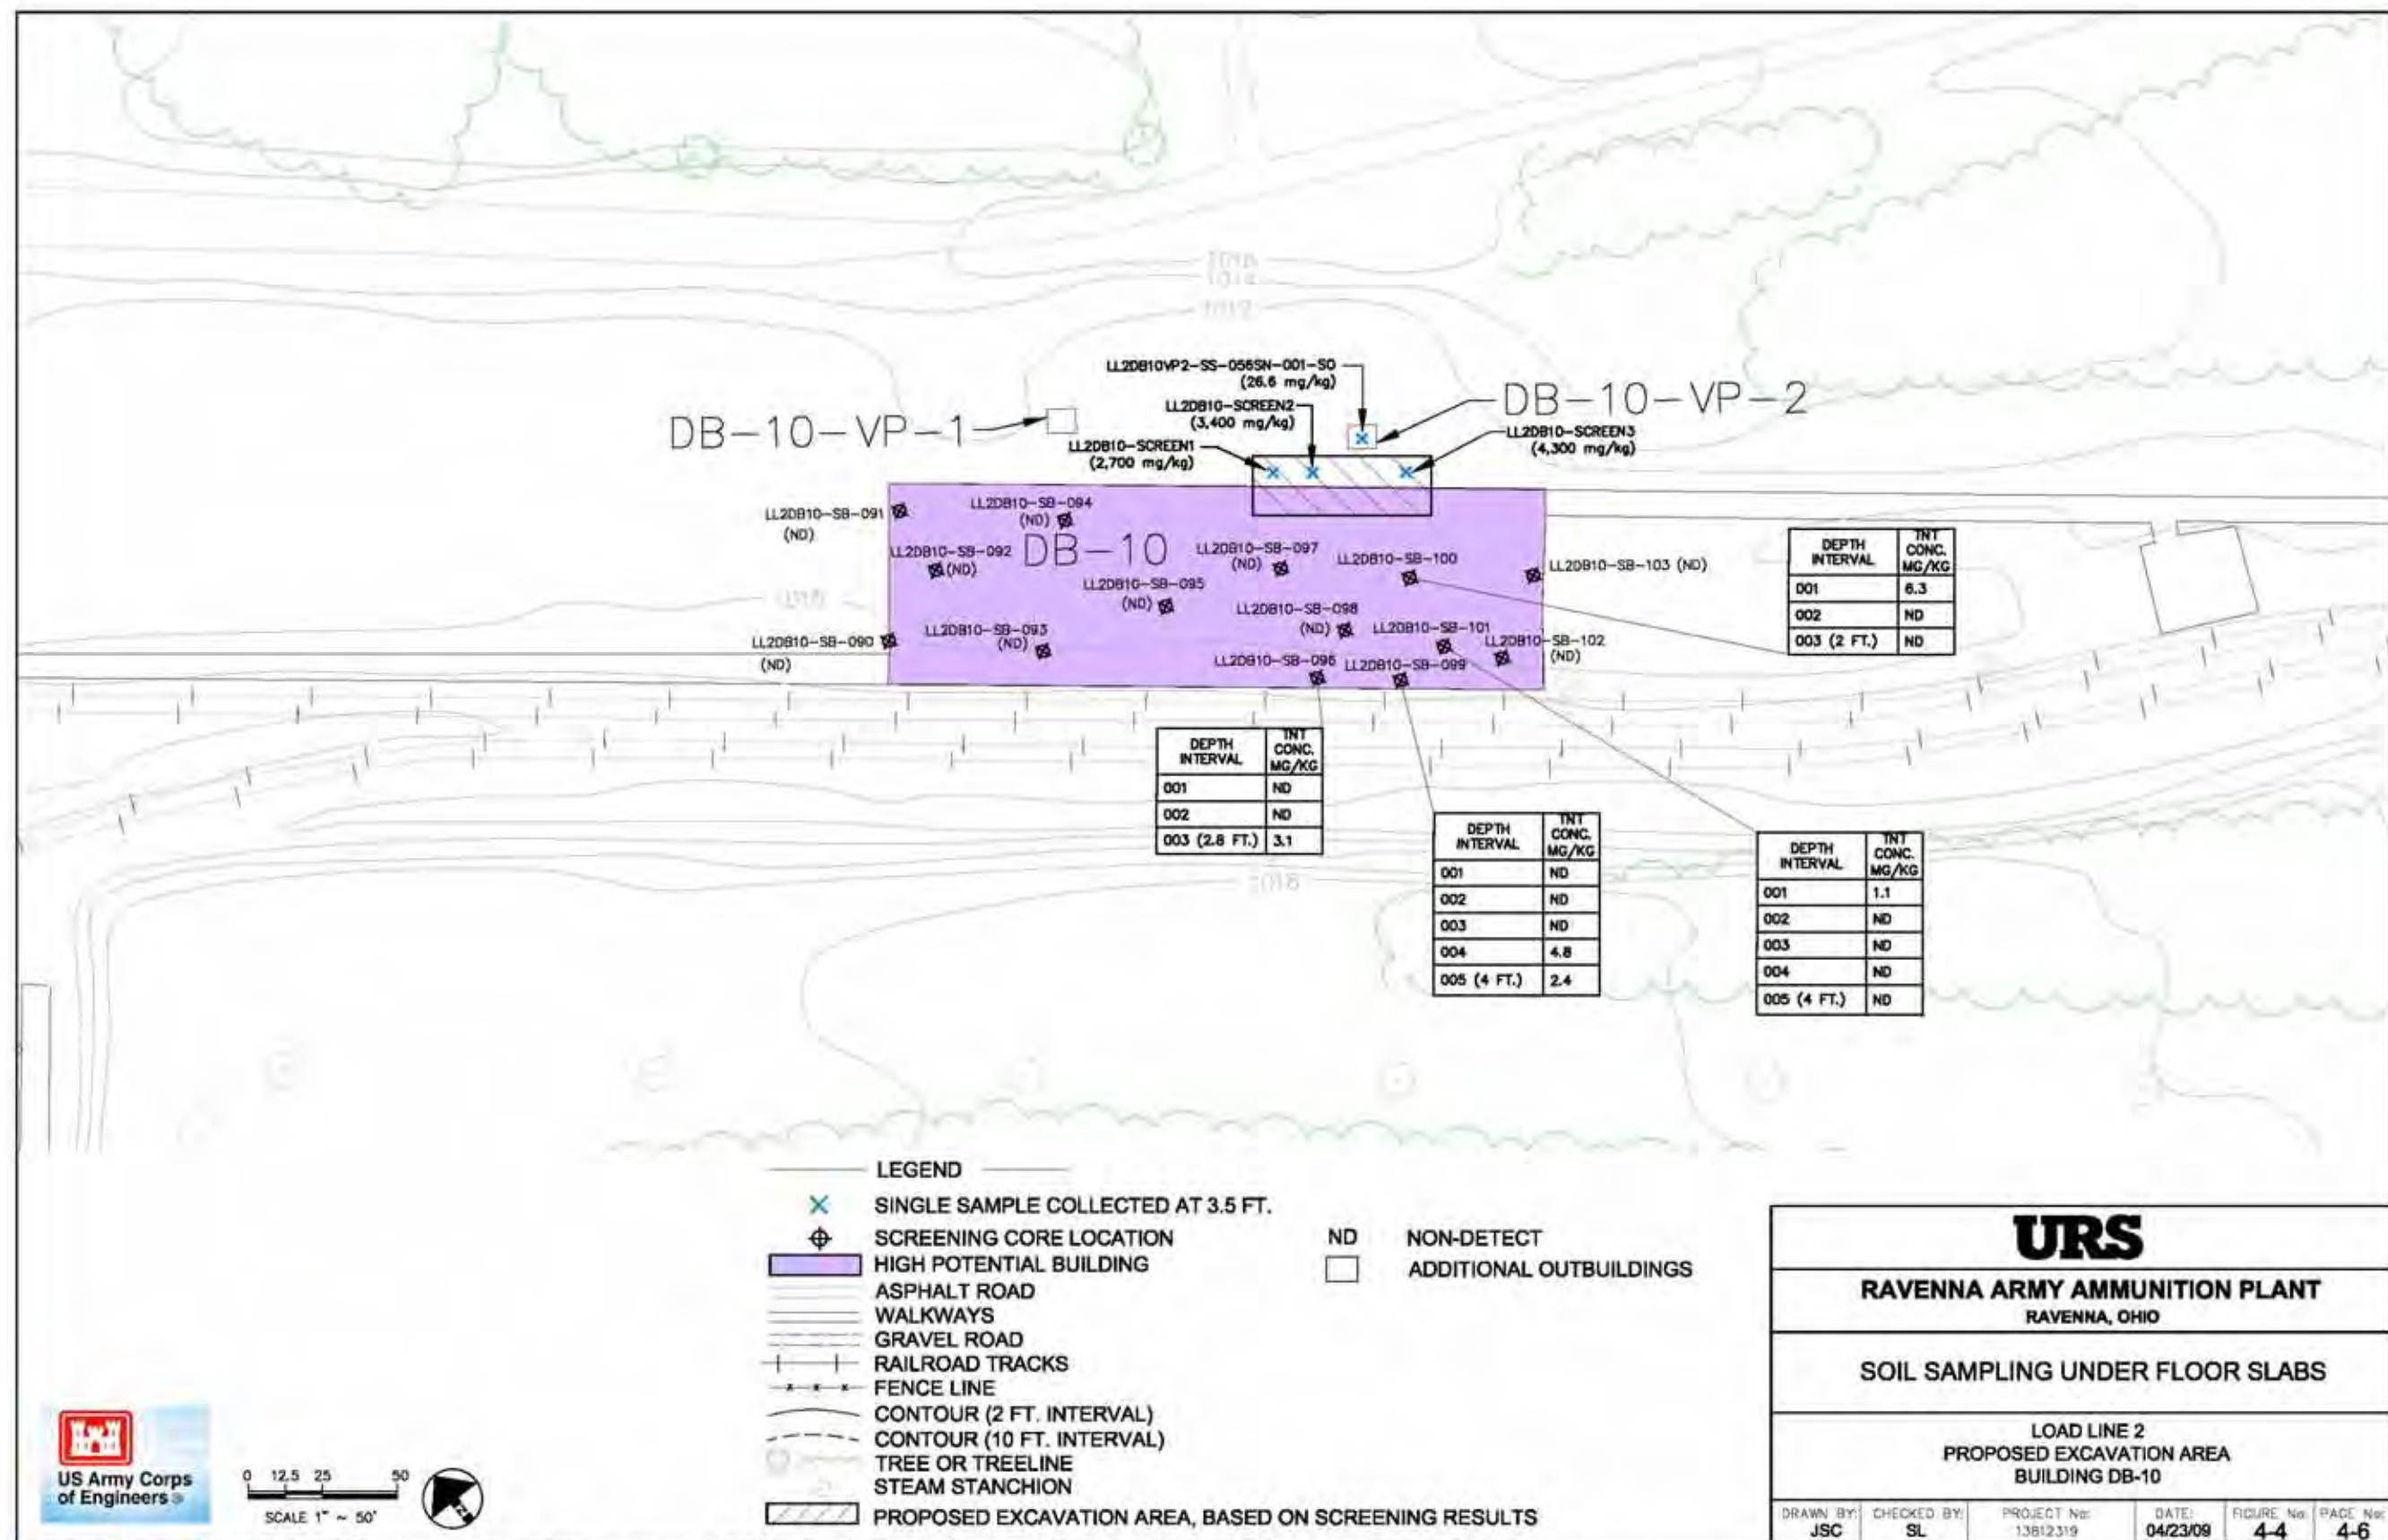 1016
1014
1012
LL2DB10VP2-SS-056SN-001-SO
(26.6 mg/kg)
LL2DB10-SCREEN2
(3,400 mg/kg)
DB-10-VP-2
DB-10-VP-1
LL2DB10-SCREEN1
(2,700 mg/kg)
LL2DB10-SCREEN3
(4,300 mg/kg)
LL2DB10-SB-091
(ND)
LL2DB10-SB-094
(ND)
DB-10
LL2DB10-SB-092
(ND)
LL2DB10-SB-097
(ND)
LL2DB10-SB-100
LL2DB10-SB-103 (ND)
LL2DB10-SB-095
(ND)
LL2DB10-SB-098
(ND)
LL2DB10-SB-090
(ND)
LL2DB10-SB-093
(ND)
LL2DB10-SB-101
LL2DB10-SB-102
(ND)
LL2DB10-SB-096
LL2DB10-SB-099
DEPTH INTERVAL TNT CONC. MG/KG
001 6.3
002 ND
003 (2 FT.) ND
DEPTH INTERVAL TNT CONC. MG/KG
001 ND
002 ND
003 (2.8 FT.) 3.1
DEPTH INTERVAL TNT CONC. MG/KG
001 ND
002 ND
003 ND
004 4.8
005 (4 FT.) 2.4
DEPTH INTERVAL TNT CONC. MG/KG
001 1.1
002 ND
003 ND
004 ND
005 (4 FT.) ND
1018
LEGEND
SINGLE SAMPLE COLLECTED AT 3.5 FT.
SCREENING CORE LOCATION
HIGH POTENTIAL BUILDING
ASPHALT ROAD
WALKWAYS
GRAVEL ROAD
RAILROAD TRACKS
FENCE LINE
CONTOUR (2 FT. INTERVAL)
CONTOUR (10 FT. INTERVAL)
TREE OR TREELINE
STEAM STANCHION
PROPOSED EXCAVATION AREA, BASED ON SCREENING RESULTS
ND NON-DETECT
ADDITIONAL OUTBUILDINGS
US Army Corps
of Engineers®
0 12.5 25 50
SCALE 1" ~ 50'
URS
RAVENNA ARMY AMMUNITION PLANT
RAVENNA, OHIO
SOIL SAMPLING UNDER FLOOR SLABS
LOAD LINE 2
PROPOSED EXCAVATION AREA
BUILDING DB-10
DRAWN BY: CHECKED BY: PROJECT No: DATE: FIGURE No: PAGE No:
JSC SL 13812319 04/23/09 4-4 4-6